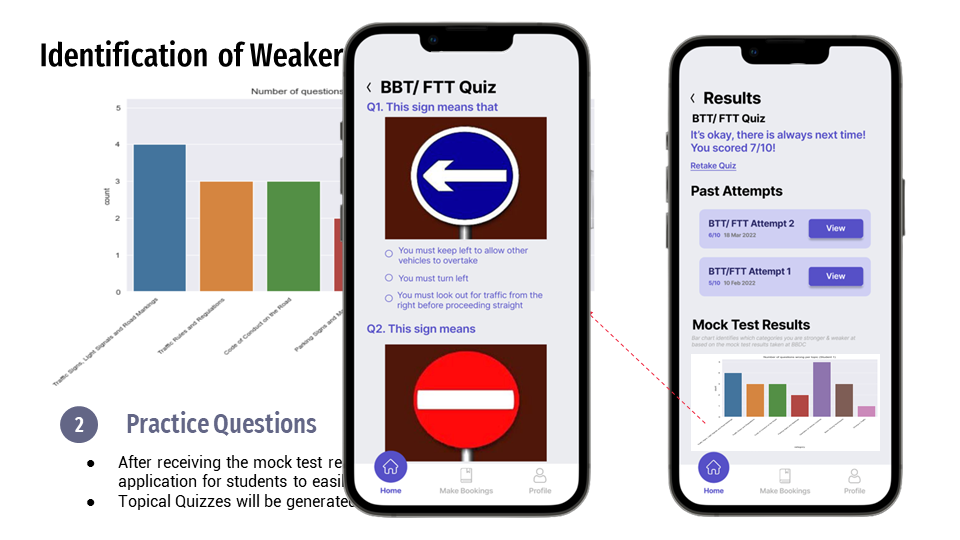 Identification of Weaker
Number of questions
5
4
3
2
1
0
count
Traffic Signs, Light Signals and Road Markings
Traffic Rules and Regulations
Code of Conduct on the Road
Parking Signs and
2
Practice Questions
● After receiving the mock test
application for students to
● Topical Quizzes will be generated
BBT/ FTT Quiz
Q1. This sign means that
You must keep left to allow other
vehicles to overtake
You must turn left
You must look out for traffic from the
right before proceeding straight
Q2. This sign means
Home
Make Bookings
Profile
Results
BTT/ FTT Quiz
It's okay, there is always next time!
You scored 7/10!
Retake Quiz
Past Attempts
BTT/ FTT Attempt 2
6/10 18 Mar 2022
View
BTT/FTT Attempt 1
5/10 10 Feb 2022
View
Mock Test Results
Bar chart identifies which categories you are stronger & weaker at
based on the mock test results taken at BBDC
Home
Make Bookings
Profile